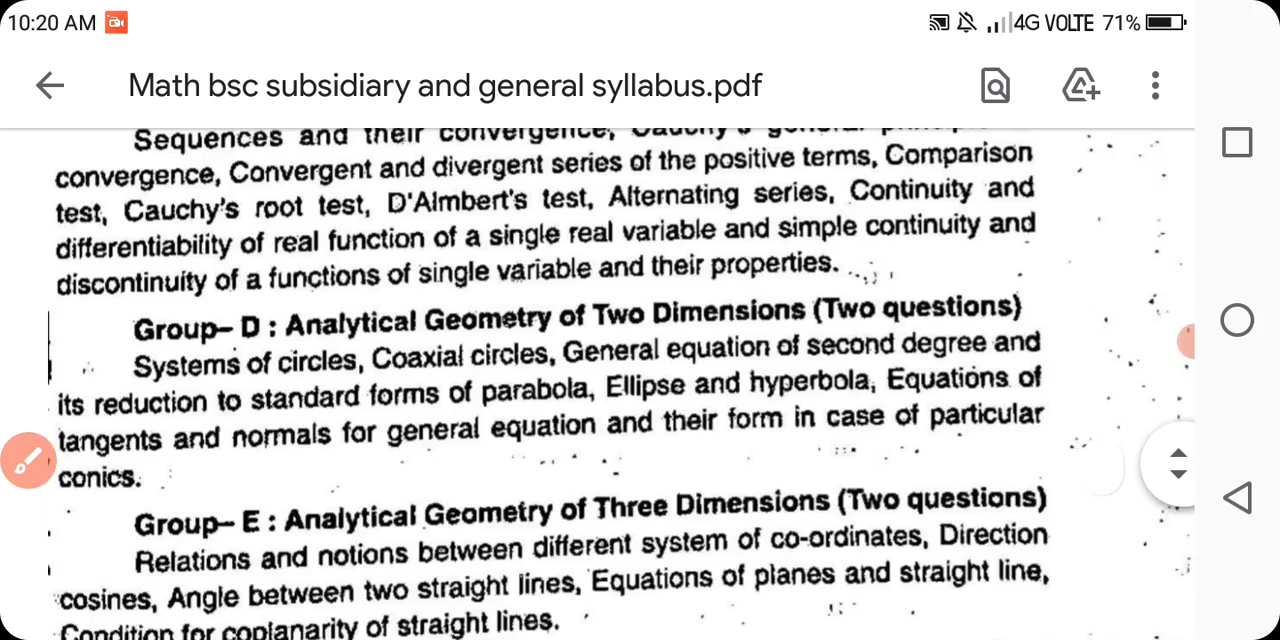 10:20 AM
4G VOLTE 71%
Math bsc subsidiary and general syllabus.pdf
Sequences and their convergence, Cauchy's general
convergence, Convergent and divergent series of the positive terms, Comparison
test, Cauchy's root test, D'Almbert's test, Alternating series, Continuity and
differentiability of real function of a single real variable and simple continuity and
discontinuity of a functions of single variable and their properties.
Group– D : Analytical Geometry of Two Dimensions (Two questions)
Systems of circles, Coaxial circles, General equation of second degree and
its reduction to standard forms of parabola, Ellipse and hyperbola, Equations of
tangents and normals for general equation and their form in case of particular
conics.
Group– E : Analytical Geometry of Three Dimensions (Two questions)
Relations and notions between different system of co-ordinates, Direction
cosines, Angle between two straight lines, Equations of planes and straight line,
Condition for coplanarity of straight lines.